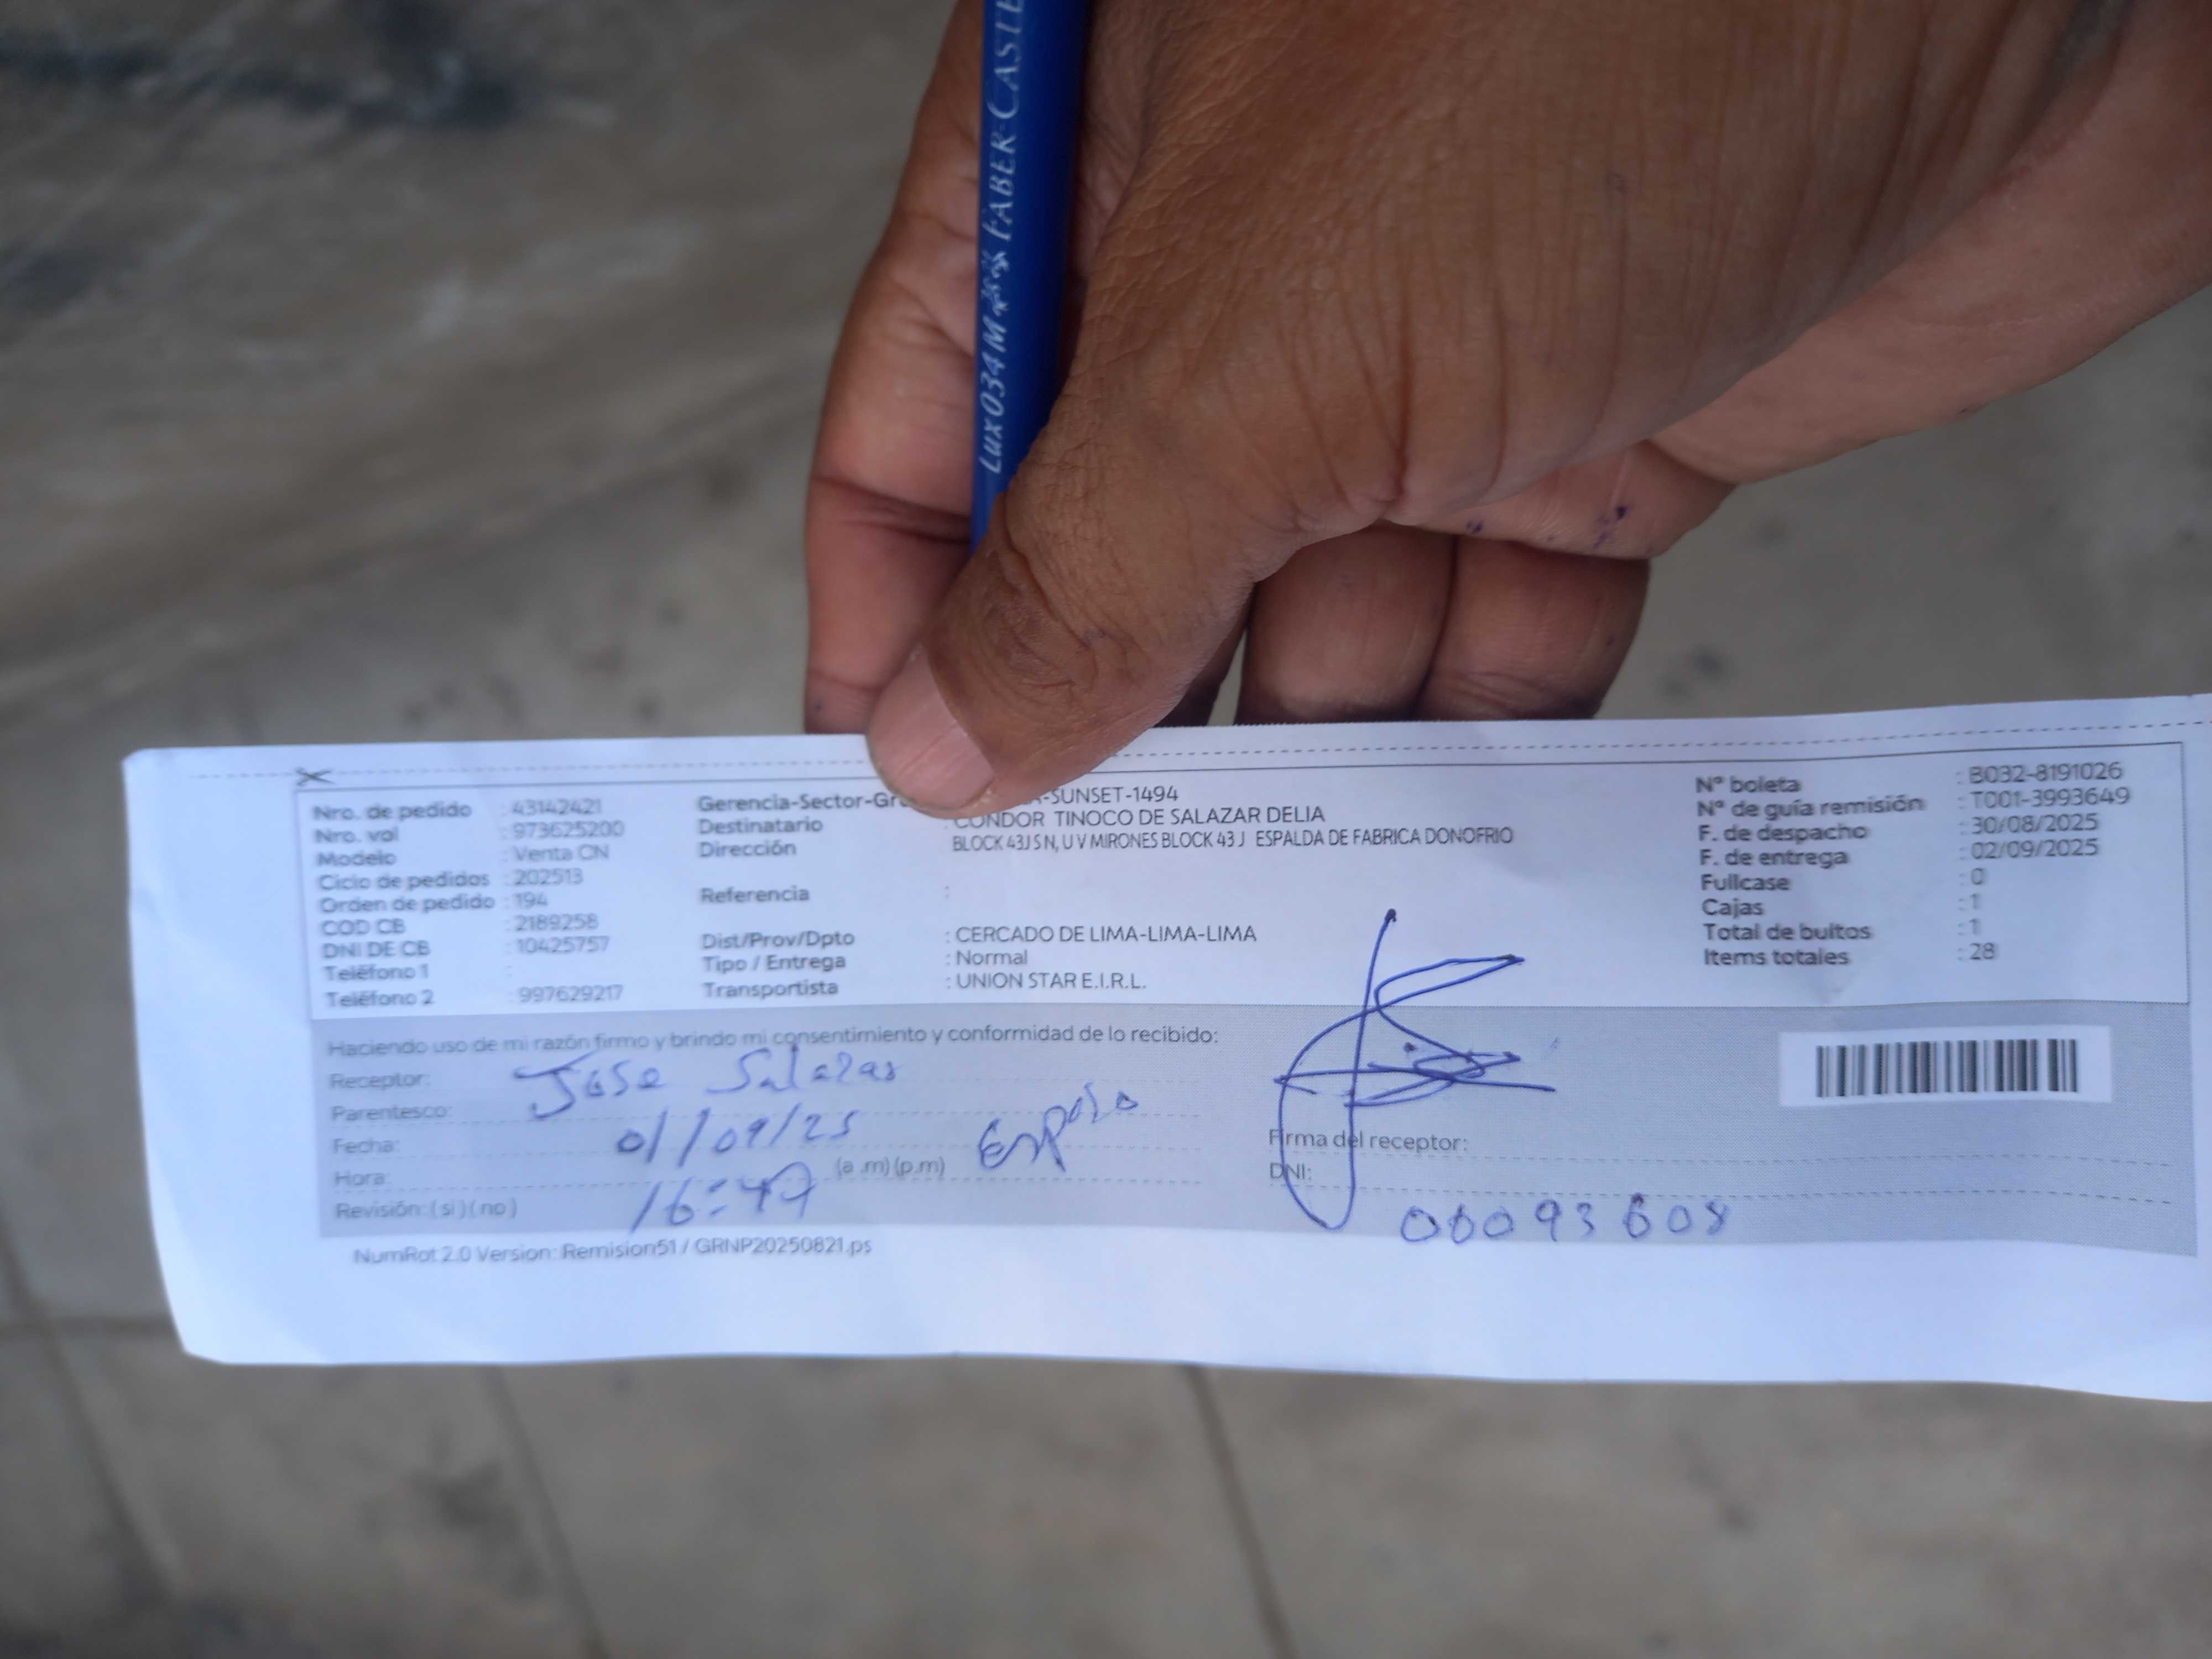 Lux 034 M FABER-CASTE
Nro. de pedido : 43142421
Nro. vol : 973625200
Modelo : Venta CN
Ciclo de pedidos : 202513
Orden de pedido : 194
COD CB : 2189258
DNI DE CB : 10425757
Teléfono 1 :
Teléfono 2 : 997629217
Gerencia-Sector-Gr -SUNSET-1494
Destinatario : CONDOR TINOCO DE SALAZAR DELIA
Dirección BLOCK 43J S N, U V MIRONES BLOCK 43 J ESPALDA DE FABRICA DONOFRIO
Referencia :
Dist/Prov/Dpto : CERCADO DE LIMA-LIMA-LIMA
Tipo / Entrega : Normal
Transportista : UNION STAR E.I.R.L.
Nº boleta : B032-8191026
Nº de guía remisión : T001-3993649
F. de despacho : 30/08/2025
F. de entrega : 02/09/2025
Fullcase : 0
Cajas : 1
Total de bultos : 1
Items totales : 28
Haciendo uso de mi razón firmo y brindo mi consentimiento y conformidad de lo recibido:
Receptor: Jose Salazar
Parentesco: Esposo
Fecha: 01/09/25
Hora: 16:47 (a .m) (p.m)
Revisión: ( si ) ( no )
Firma del receptor:
DNI: 00093608
NumRot 2.0 Version: Remision51 / GRNP20250821.ps